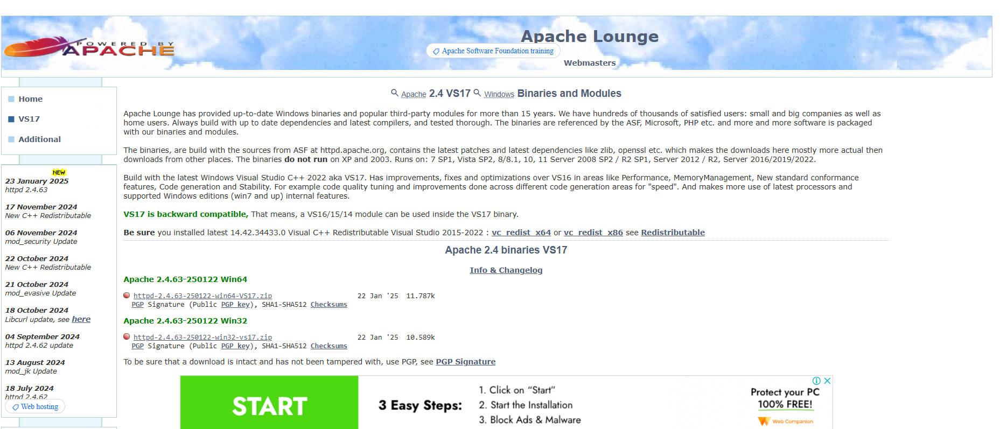 POWERED BY
APACHE
Apache Lounge
Apache Software Foundation training
Webmasters
Home
VS17
Additional
NEW
23 January 2025
httpd 2.4.63
17 November 2024
New C++ Redistributable
06 November 2024
mod_security Update
22 October 2024
New C++ Redistributable
21 October 2024
mod_evasive Update
18 October 2024
Libcurl update, see here
04 September 2024
httpd 2.4.62 update
13 August 2024
mod_jk Update
18 July 2024
httpd 2.4.62
Web hosting
Apache 2.4 VS17 Windows Binaries and Modules
Apache Lounge has provided up-to-date Windows binaries and popular third-party modules for more than 15 years. We have hundreds of thousands of satisfied users: small and big companies as well as
home users. Always build with up to date dependencies and latest compilers, and tested thorough. The binaries are referenced by the ASF, Microsoft, PHP etc. and more and more software is packaged
with our binaries and modules.
The binaries, are build with the sources from ASF at httpd.apache.org, contains the latest patches and latest dependencies like zlib, openssl etc. which makes the downloads here mostly more actual then
downloads from other places. The binaries do not run on XP and 2003. Runs on: 7 SP1, Vista SP2, 8/8.1, 10, 11 Server 2008 SP2 / R2 SP1, Server 2012 / R2, Server 2016/2019/2022.
Build with the latest Windows Visual Studio C++ 2022 aka VS17. Has improvements, fixes and optimizations over VS16 in areas like Performance, MemoryManagement, New standard conformance
features, Code generation and Stability. For example code quality tuning and improvements done across different code generation areas for "speed". And makes more use of latest processors and
supported Windows editions (win7 and up) internal features.
VS17 is backward compatible, That means, a VS16/15/14 module can be used inside the VS17 binary.
Be sure you installed latest 14.42.34433.0 Visual C++ Redistributable Visual Studio 2015-2022 : vc_redist_x64 or vc_redist_x86 see Redistributable
Apache 2.4 binaries VS17
Info & Changelog
Apache 2.4.63-250122 Win64
httpd-2.4.63-250122-win64-VS17.zip 22 Jan '25 11.787k
PGP Signature (Public PGP key), SHA1-SHA512 Checksums
Apache 2.4.63-250122 Win32
httpd-2.4.63-250122-win32-vs17.zip 22 Jan '25 10.589k
PGP Signature (Public PGP key), SHA1-SHA512 Checksums
To be sure that a download is intact and has not been tampered with, use PGP, see PGP Signature
START
3 Easy Steps:
1. Click on “Start”
2. Start the Installation
3. Block Ads & Malware
Protect your PC
100% FREE!
Web Companion